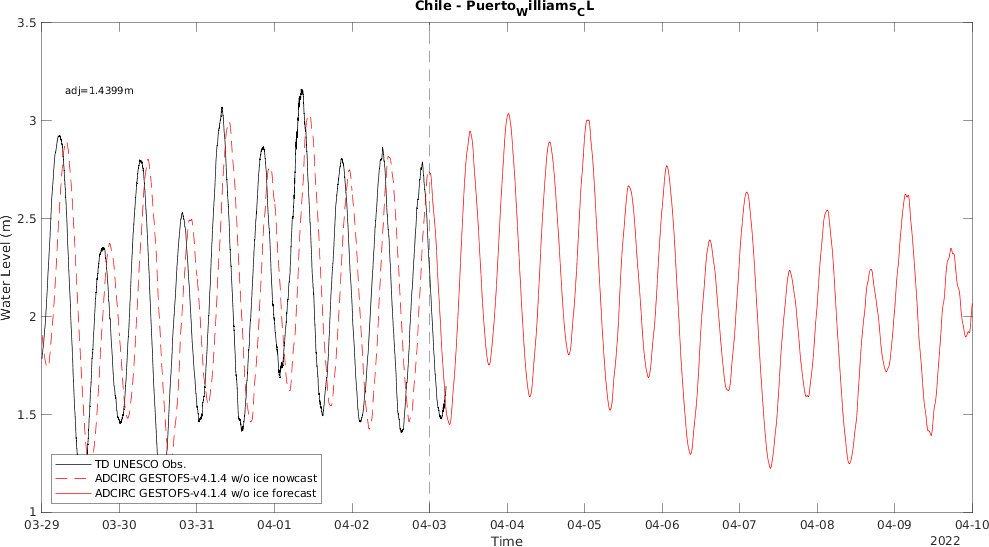 Chile - PuertoWilliamsCL
adj=1.4399m
3.5
3
2.5
2
1.5
1
Water Level (m)
TD UNESCO Obs.
ADCIRC GESTOFS-v4.1.4 w/o ice nowcast
ADCIRC GESTOFS-v4.1.4 w/o ice forecast
03-29 03-30 03-31 04-01 04-02 04-03 04-04 04-05 04-06 04-07 04-08 04-09 04-10
Time
2022